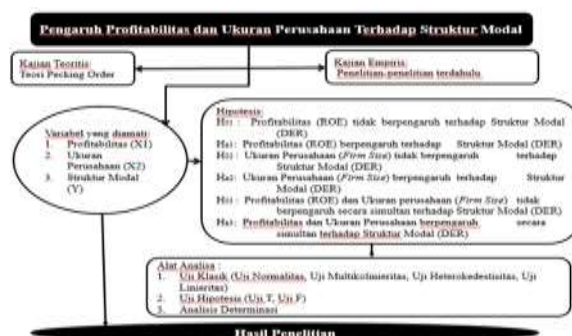 Pengaruh Profitabilitas dan Ukuran Perusahaan Terhadap Struktur Modal
Kajian Teoritis:
Teosi Pecking Order
Kajian Empiris:
Penelitian-penelitian terdahulu
Variabel yang diamati:
1. Profitabilitas (X1)
2. Ukuran
Perusahaan (X2)
3. Struktur Modal
(Y)
Hipotesis:
H01 : Profitabilitas (ROE) tidak berpengaruh terhadap Struktur Modal
(DER)
Ha1: Profitabilitas (ROE) berpengaruh terhadap Struktur Modal (DER)
Ukuran Perusahaan (Firm Size) tidak berpengaruh terhadap
Struktur Modal (DER)
Ha2: Ukuran Perusahaan (Firm Size) berpengaruh terhadap Struktur
Modal (DER)
Profitabilitas (ROE) dan Ukuran perusahaan (Firm Size) tidak
berpengaruh secara simultan terhadap Struktur Modal (DER)
Ha3: Profitabilitas dan Ukuran Perusahaan berpengaruh secara
simultan terhadap Struktur Modal (DER)
Alat Analisa :
1. Uji Klasik (Uji Normalitas, Uji Multikolinieritas, Uji Heterokedestisitas, Uji
Linieritas)
2. Uji Hipotesis (Uji T, Uji F)
3. Analisis Determinasi
Hasil Penelitian